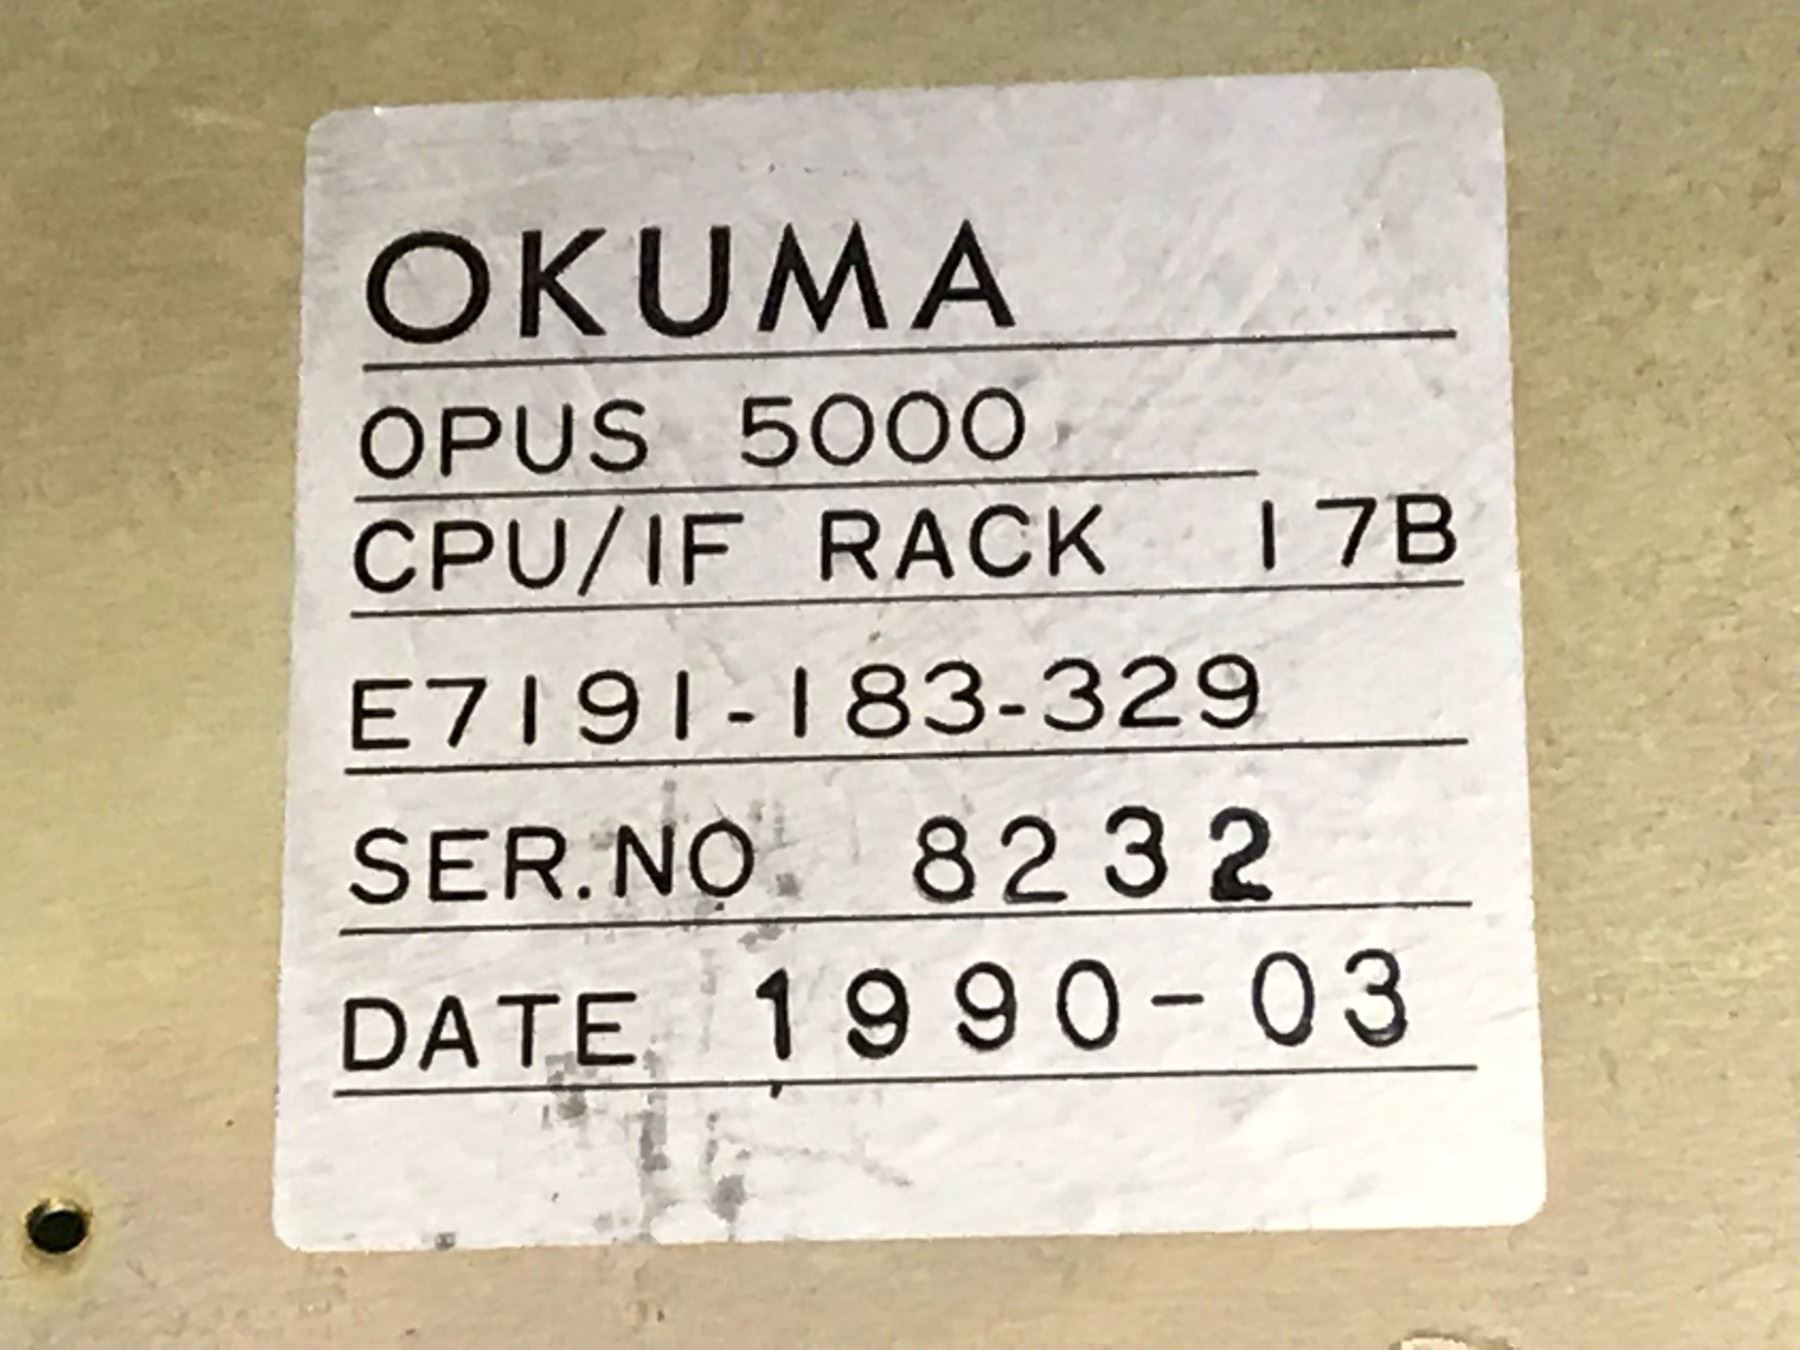 OKUMA
OPUS 5000
CPU/IF RACK 17B
E7191-183-329
SER.NO 8232
DATE 1990-03